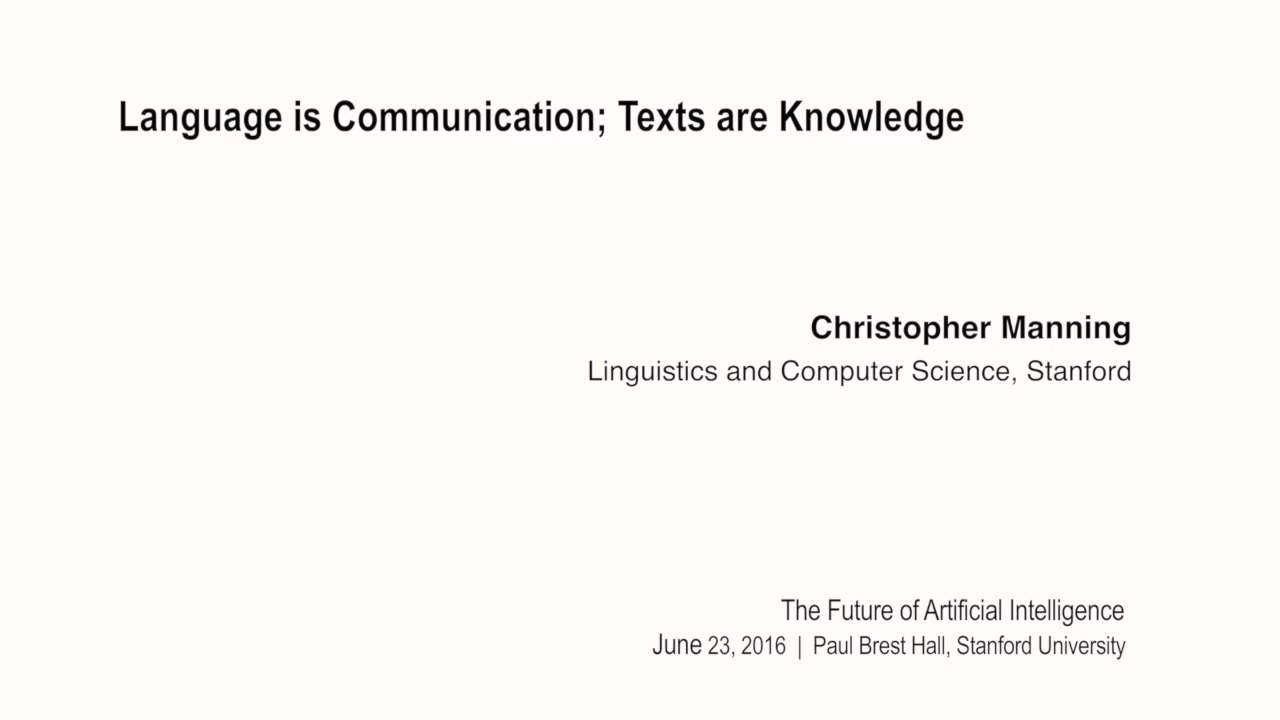 Language is Communication; Texts are Knowledge
Christopher Manning
Linguistics and Computer Science, Stanford
The Future of Artificial Intelligence
June 23, 2016 | Paul Brest Hall, Stanford University